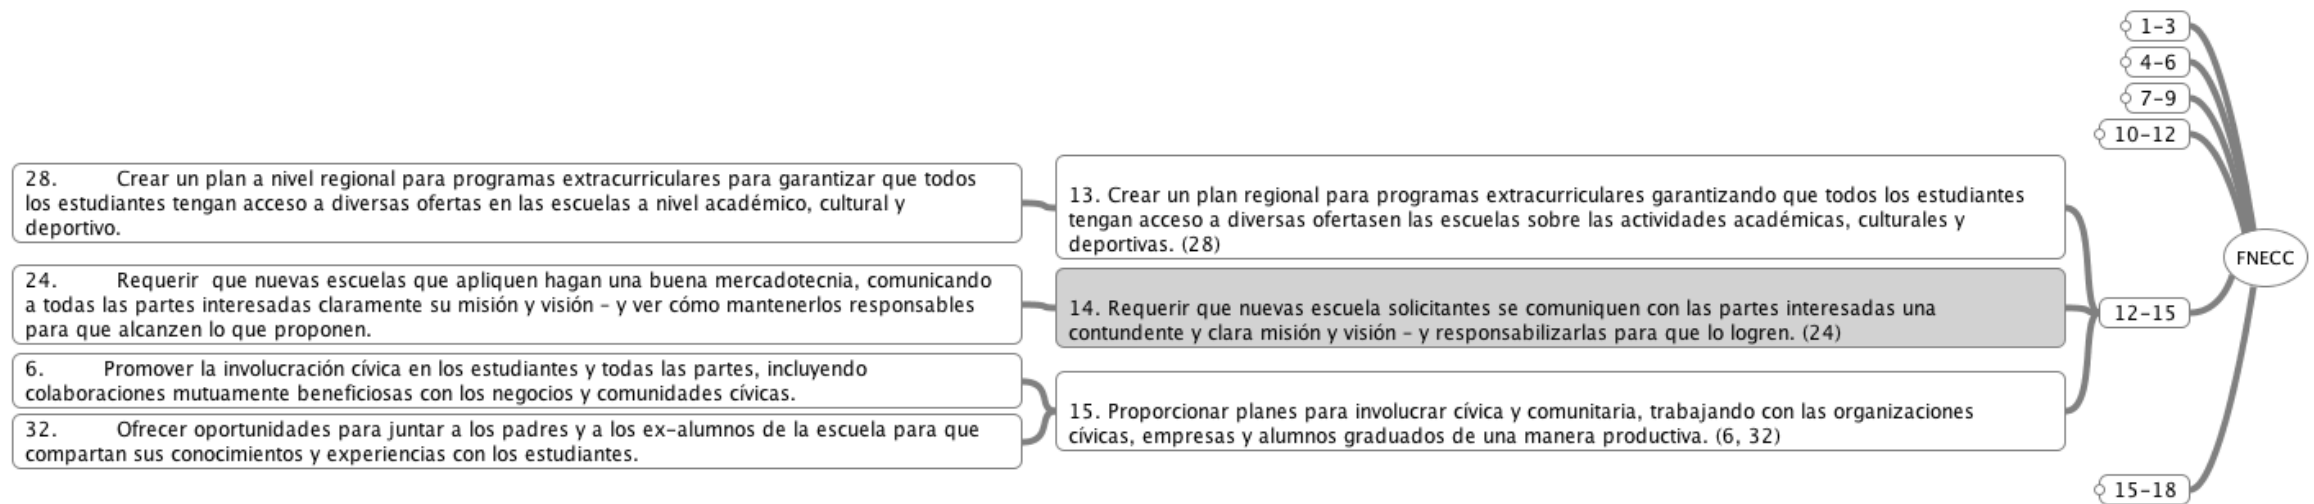 1-3
4-6
7-9
10-12
28. Crear un plan a nivel regional para programas extracurriculares para garantizar que todos
los estudiantes tengan acceso a diversas ofertas en las escuelas a nivel académico, cultural y
deportivo.
13. Crear un plan regional para programas extracurriculares garantizando que todos los estudiantes
tengan acceso a diversas ofertasen las escuelas sobre las actividades académicas, culturales y
deportivas. (28)
FNECC
24. Requerir que nuevas escuelas que apliquen hagan una buena mercadotecnia, comunicando
a todas las partes interesadas claramente su misión y visión - y ver cómo mantenerlos responsables
para que alcanzen lo que proponen.
14. Requerir que nuevas escuela solicitantes se comuniquen con las partes interesadas una
contundente y clara misión y visión - y responsabilizarlas para que lo logren. (24)
12-15
6. Promover la involucración cívica en los estudiantes y todas las partes, incluyendo
colaboraciones mutuamente beneficiosas con los negocios y comunidades cívicas.
32. Ofrecer oportunidades para juntar a los padres y a los ex-alumnos de la escuela para que
compartan sus conocimientos y experiencias con los estudiantes.
15. Proporcionar planes para involucrar cívica y comunitaria, trabajando con las organizaciones
cívicas, empresas y alumnos graduados de una manera productiva. (6, 32)
15-18